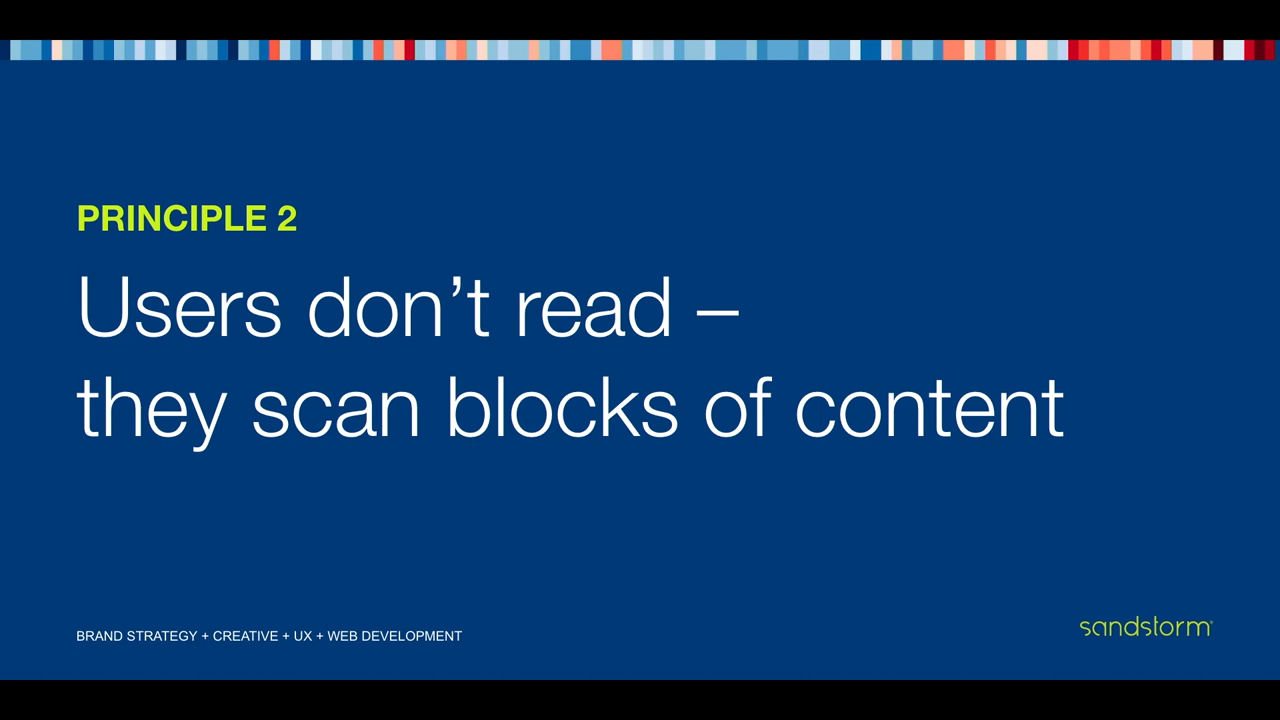 PRINCIPLE 2
Users don’t read –
they scan blocks of content
BRAND STRATEGY + CREATIVE + UX + WEB DEVELOPMENT
sandstorm®